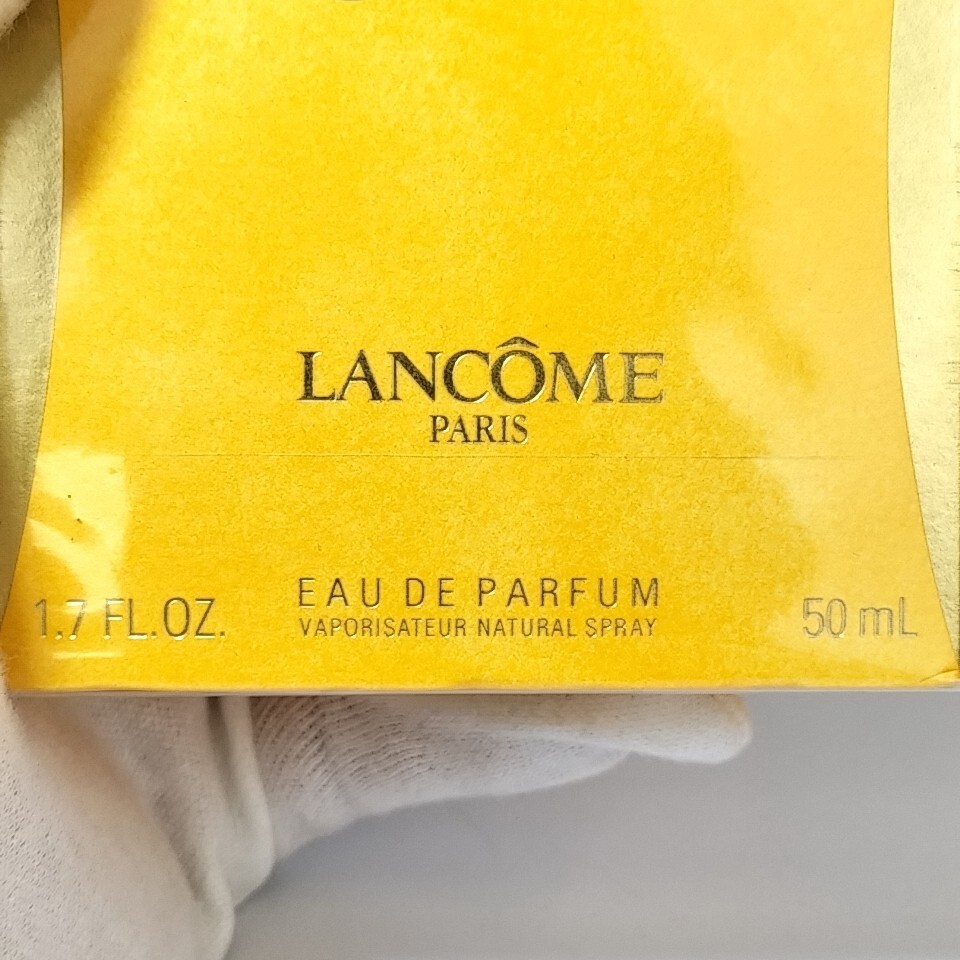 LANCÔME
PARIS
EAU DE PARFUM
1.7 FL.OZ. VAPORISATEUR NATURAL SPRAY 50 mL